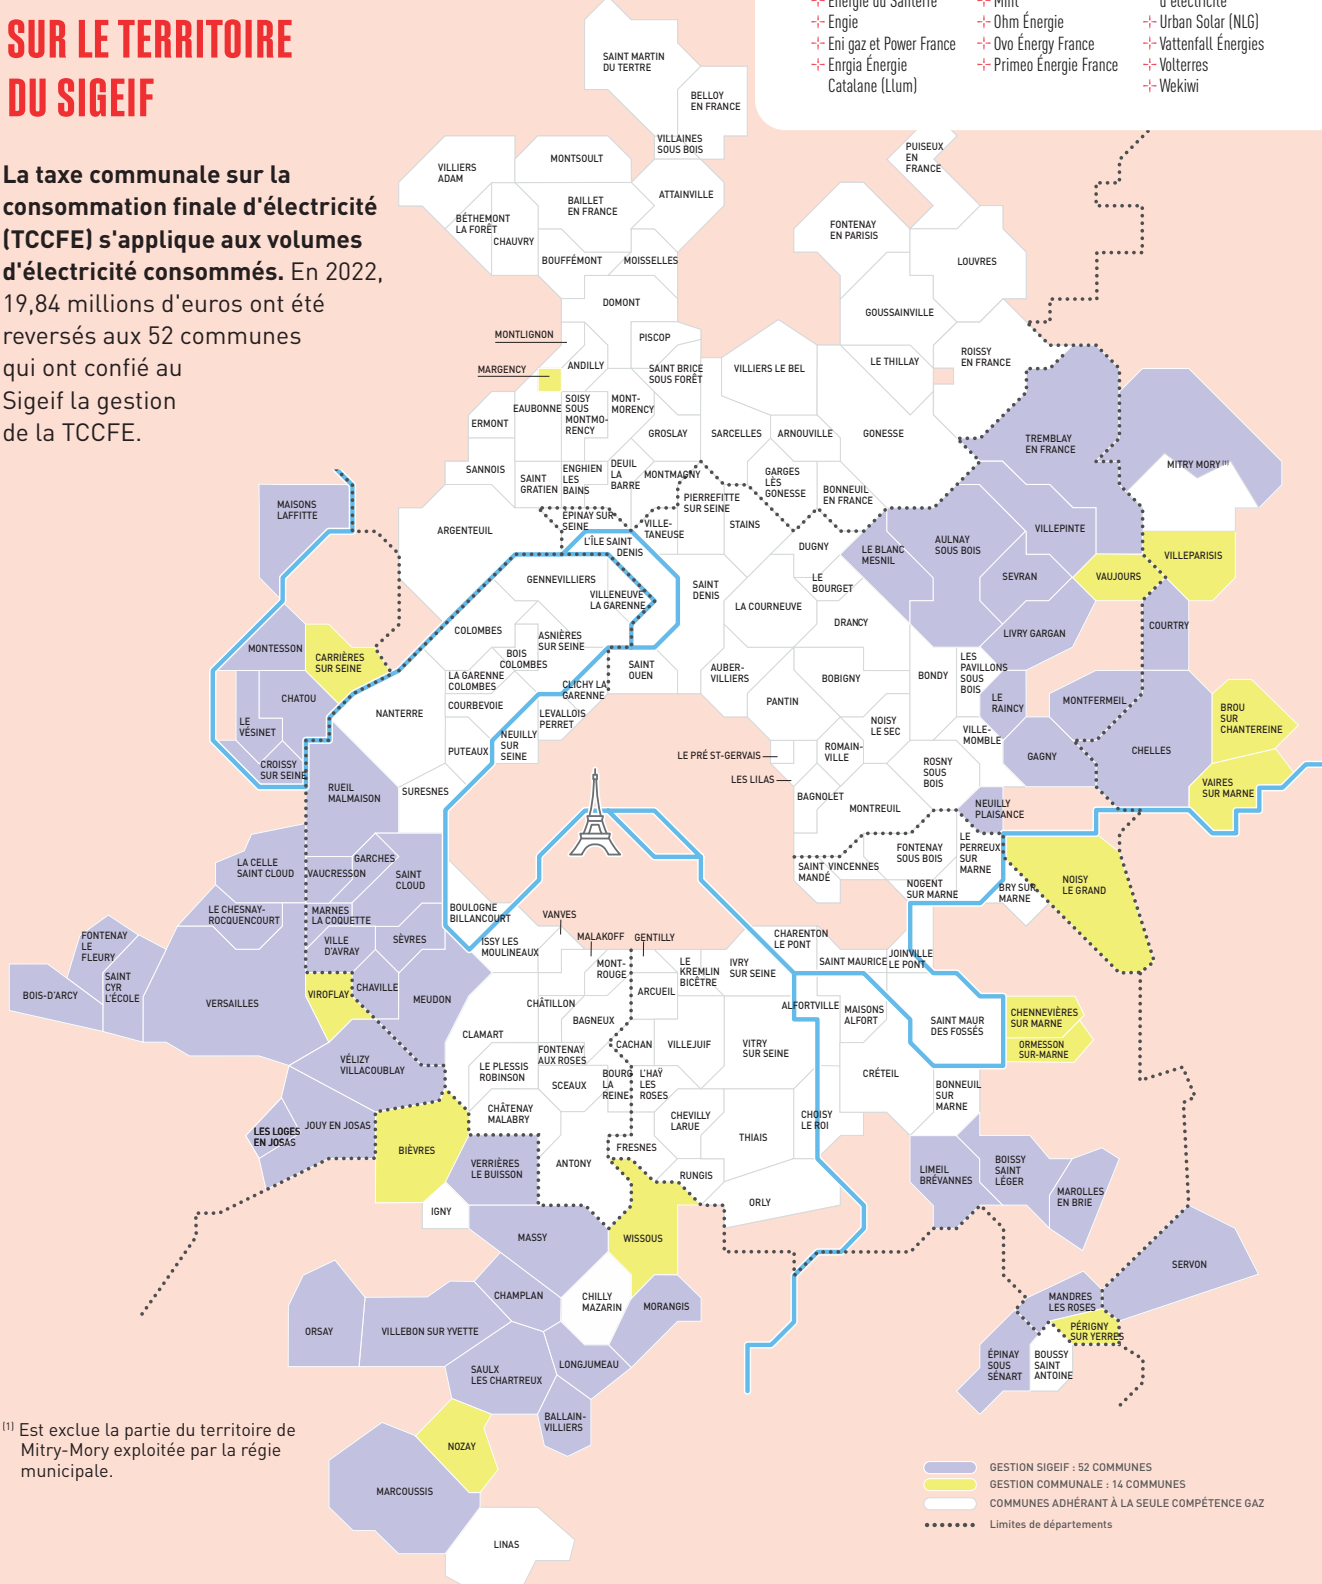 SUR LE TERRITOIRE
DU SIGEIF
La taxe communale sur la
consommation finale d'électricité
(TCCFE) s'applique aux volumes
d'électricité consommés. En 2022,
19,84 millions d'euros ont été
reversés aux 52 communes
qui ont confié au
Sigeif la gestion
de la TCCFE.
Énergie du Santerre
Engie
Eni gaz et Power France
Enrgia Énergie
Catalane (Llum)
Mint
Ohm Énergie
Ovo Énergy France
Primeo Énergie France
d'électricité
Urban Solar (NLG)
Vattenfall Énergies
Volterres
Wekiwi
SAINT MARTIN
DU TERTRE
BELLOY
EN FRANCE
VILLAINES
SOUS BOIS
VILLIERS
ADAM
MONTSOULT
PUISEUX
EN
FRANCE
BAILLET
EN FRANCE
ATTAINVILLE
BÉTHEMONT
LA FORÊT
CHAUVRY
FONTENAY
EN PARISIS
BOUFFÉMONT
MOISSELLES
LOUVRES
DOMONT
GOUSSAINVILLE
MONTLIGNON
PISCOP
MARGENCY
ANDILLY
SAINT BRICE
SOUS FORÊT
VILLIERS LE BEL
LE THILLAY
ROISSY
EN FRANCE
EAUBONNE
SOISY
SOUS
MONTMO-
RENCY
MONT-
MORENCY
ERMONT
GROSLAY
SARCELLES
ARNOUVILLE
GONESSE
TREMBLAY
EN FRANCE
MITRY MORY (1)
SANNOIS
SAINT
GRATIEN
ENGHIEN
LES
BAINS
DEUIL
LA
BARRE
MONTMAGNY
GARGES
LÈS
GONESSE
BONNEUIL
EN FRANCE
MAISONS
LAFFITTE
ARGENTEUIL
ÉPINAY SUR
SEINE
VILLE-
TANEUSE
PIERREFITTE
SUR SEINE
STAINS
L'ÎLE SAINT
DENIS
DUGNY
LE BLANC
MESNIL
AULNAY
SOUS BOIS
VILLEPINTE
VILLEPARISIS
GENNEVILLIERS
VILLENEUVE
LA GARENNE
SAINT
DENIS
LE
BOURGET
SEVRAN
VAUJOURS
LA COURNEUVE
DRANCY
LIVRY GARGAN
COURTRY
MONTESSON
CARRIÈRES
SUR SEINE
COLOMBES
ASNIÈRES
SUR SEINE
BOIS
COLOMBES
LA GARENNE
COLOMBES
SAINT
OUEN
AUBER-
VILLIERS
BOBIGNY
BONDY
LES
PAVILLONS
SOUS
BOIS
CHATOU
CLICHY LA
GARENNE
PANTIN
LE
RAINCY
MONTFERMEIL
BROU
SUR
CHANTEREINE
LE
VÉSINET
NANTERRE
COURBEVOIE
LEVALLOIS
PERRET
NOISY
LE SEC
VILLE-
MOMBLE
CROISSY
SUR SEINE
PUTEAUX
NEUILLY
SUR
SEINE
LE PRÉ ST-GERVAIS
ROMAIN-
VILLE
GAGNY
CHELLES
LES LILAS
ROSNY
SOUS
BOIS
VAIRES
SUR MARNE
RUEIL
MALMAISON
SURESNES
BAGNOLET
MONTREUIL
NEUILLY
PLAISANCE
LA CELLE
SAINT CLOUD
VAUCRESSON
GARCHES
SAINT
CLOUD
SAINT
MANDÉ
VINCENNES
FONTENAY
SOUS BOIS
LE
PERREUX
SUR
MARNE
NOGENT
SUR MARNE
BRY SUR
MARNE
NOISY
LE GRAND
LE CHESNAY-
ROCQUENCOURT
MARNES
LA COQUETTE
BOULOGNE
BILLANCOURT
VANVES
FONTENAY
LE
FLEURY
VILLE
D'AVRAY
SÈVRES
ISSY LES
MOULINEAUX
MALAKOFF
GENTILLY
CHARENTON
LE PONT
SAINT MAURICE
JOINVILLE
LE PONT
BOIS-D'ARCY
SAINT
CYR
L'ÉCOLE
VERSAILLES
VIROFLAY
CHAVILLE
MEUDON
MONT-
ROUGE
LE
KREMLIN
BICÊTRE
IVRY
SUR SEINE
ARCUEIL
CHÂTILLON
BAGNEUX
ALFORTVILLE
MAISONS
ALFORT
SAINT MAUR
DES FOSSÉS
CHENNEVIÈRES
SUR MARNE
ORMESSON
SUR-MARNE
CLAMART
CACHAN
VILLEJUIF
VITRY
SUR SEINE
VÉLIZY
VILLACOUBLAY
LE PLESSIS
ROBINSON
FONTENAY
AUX ROSES
SCEAUX
BOURG
LA
REINE
L'HAŸ
LES
ROSES
CRÉTEIL
BONNEUIL
SUR
MARNE
LES LOGES
EN JOSAS
JOUY EN JOSAS
CHÂTENAY
MALABRY
CHEVILLY
LARUE
CHOISY
LE ROI
THIAIS
BIÈVRES
VERRIÈRES
LE BUISSON
ANTONY
FRESNES
RUNGIS
LIMEIL
BRÉVANNES
BOISSY
SAINT
LÉGER
MAROLLES
EN BRIE
IGNY
ORLY
MASSY
WISSOUS
SERVON
CHAMPLAN
CHILLY
MAZARIN
MORANGIS
MANDRES
LES ROSES
ORSAY
VILLEBON SUR YVETTE
PÉRIGNY
SUR YERRES
SAULX
LES CHARTREUX
LONGJUMEAU
ÉPINAY
SOUS
SÉNART
BOUSSY
SAINT
ANTOINE
BALLAIN-
VILLIERS
NOZAY
MARCOUSSIS
LINAS
(1) Est exclue la partie du territoire de
Mitry-Mory exploitée par la régie
municipale.
GESTION SIGEIF : 52 COMMUNES
GESTION COMMUNALE : 14 COMMUNES
COMMUNES ADHÉRANT À LA SEULE COMPÉTENCE GAZ
Limites de départements